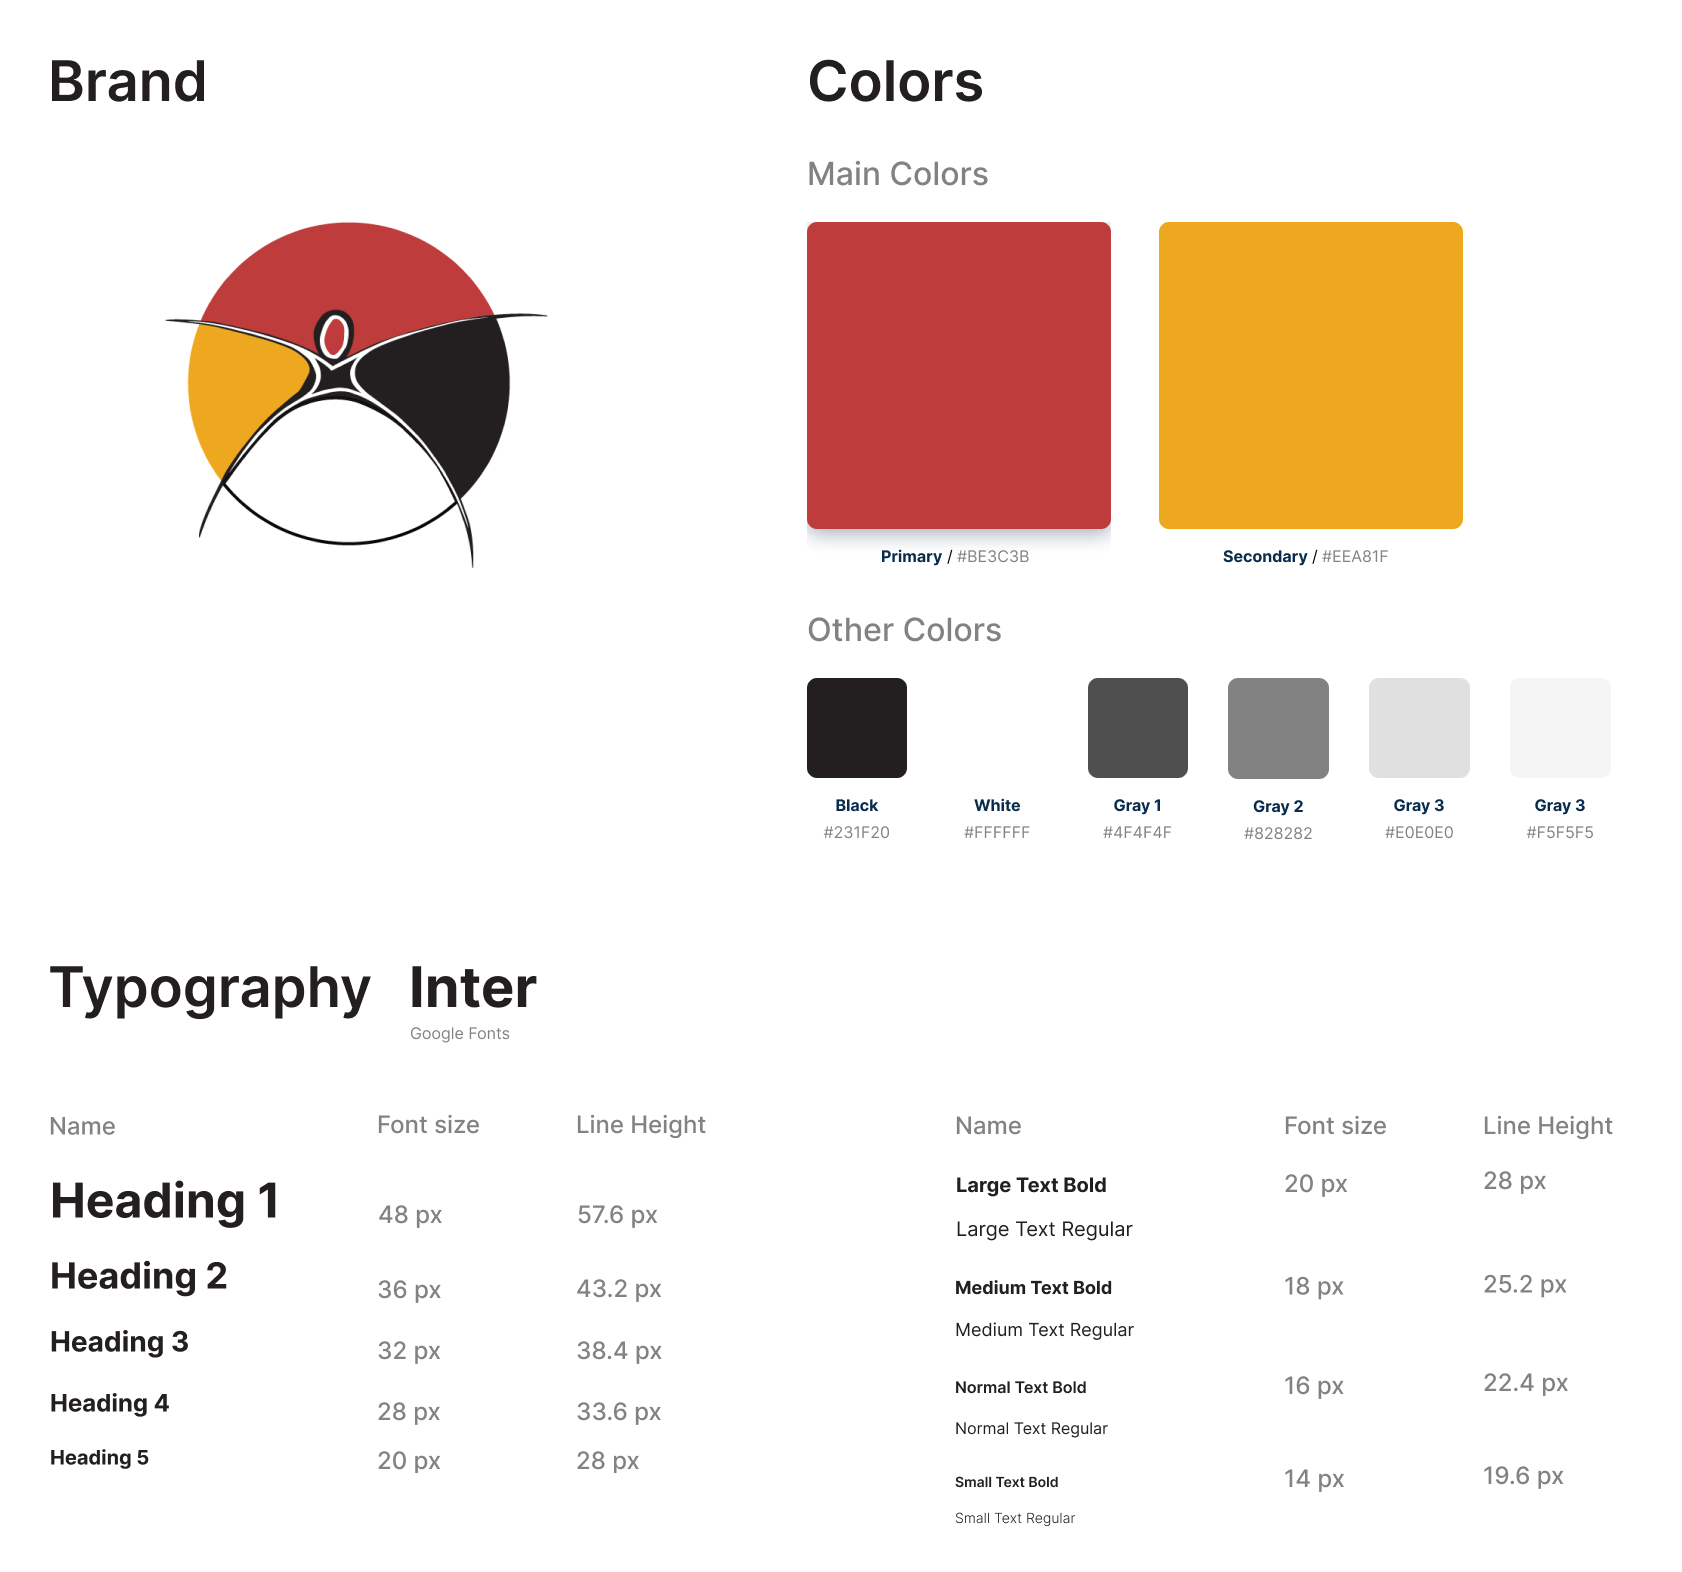 Brand
Colors
Main Colors
Primary / #BE3C3B
Secondary / #EEA81F
Other Colors
Black
White
Gray 1
Gray 2
Gray 3
Gray 3
#231F20
#FFFFFF
#4F4F4F
#828282
#E0E0E0
#F5F5F5
Typography Inter
Google Fonts
Name Font size Line Height
Heading 1 48 px 57.6 px
Heading 2 36 px 43.2 px
Heading 3 32 px 38.4 px
Heading 4 28 px 33.6 px
Heading 5 20 px 28 px
Name Font size Line Height
Large Text Bold 20 px 28 px
Large Text Regular
Medium Text Bold 18 px 25.2 px
Medium Text Regular
Normal Text Bold 16 px 22.4 px
Normal Text Regular
Small Text Bold 14 px 19.6 px
Small Text Regular